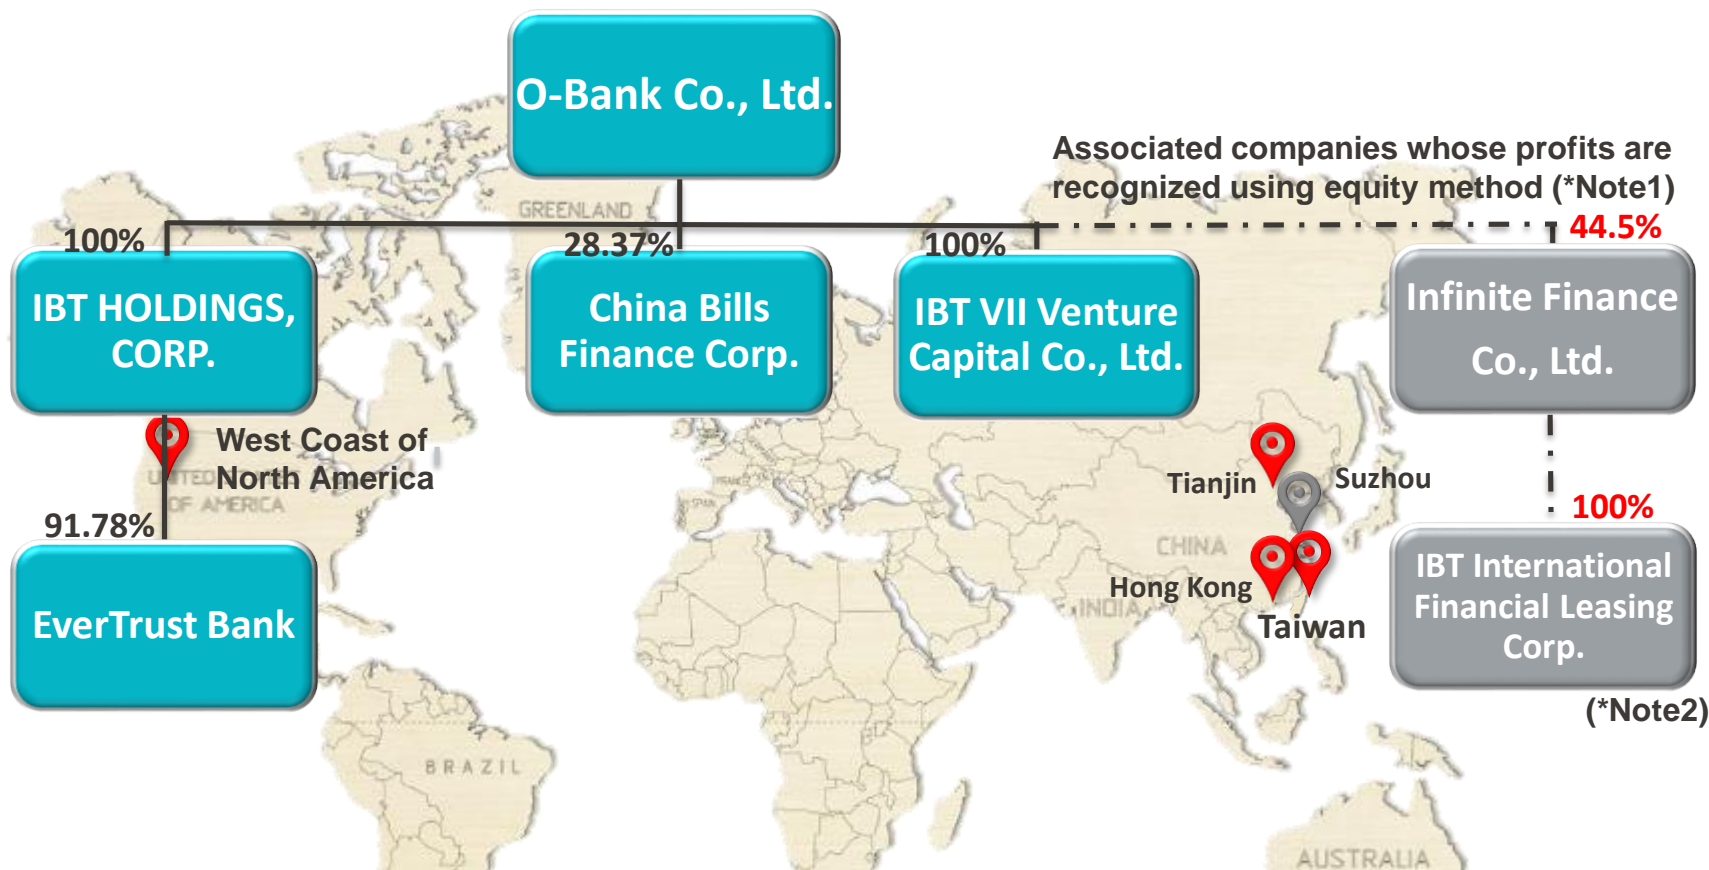 O-Bank Co., Ltd.
Associated companies whose profits are
recognized using equity method (*Note1)
GREENLAND
100%
28.37%
100%
44.5%
IBT HOLDINGS,
CORP.
China Bills
Finance Corp.
IBT VII Venture
Capital Co., Ltd.
Infinite Finance
Co., Ltd.
West Coast of
North America
OF AMERICA
Tianjin
Suzhou
91.78%
100%
CHINA
Hong Kong
INDIA
Taiwan
EverTrust Bank
IBT International
Financial Leasing
Corp.
(*Note2)
BRAZIL
AUSTRALIA